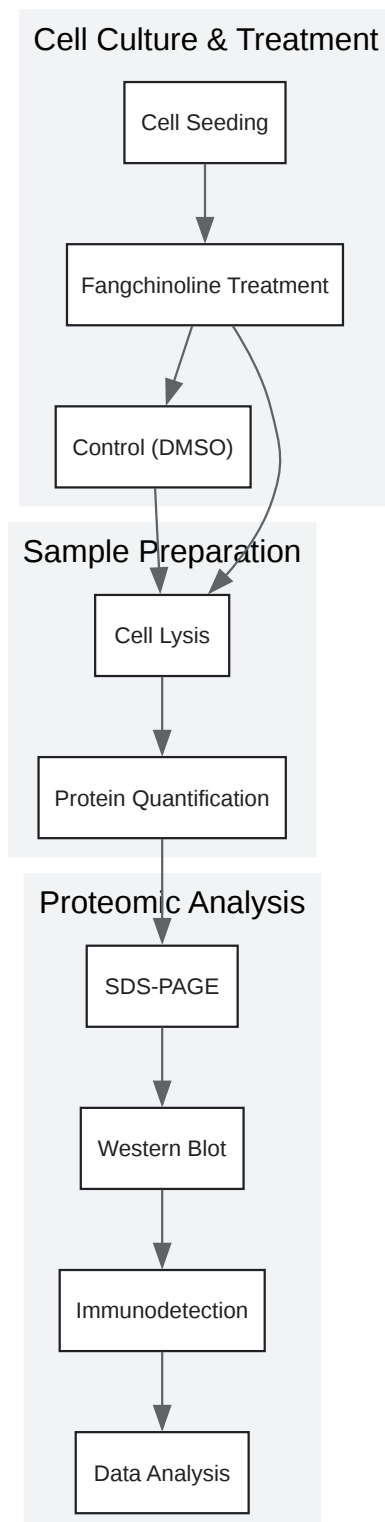 Cell Culture & Treatment
Cell Seeding
Fangchinoline Treatment
Control (DMSO)
Sample Preparation
Cell Lysis
Protein Quantification
Proteomic Analysis
SDS-PAGE
Western Blot
Immunodetection
Data Analysis